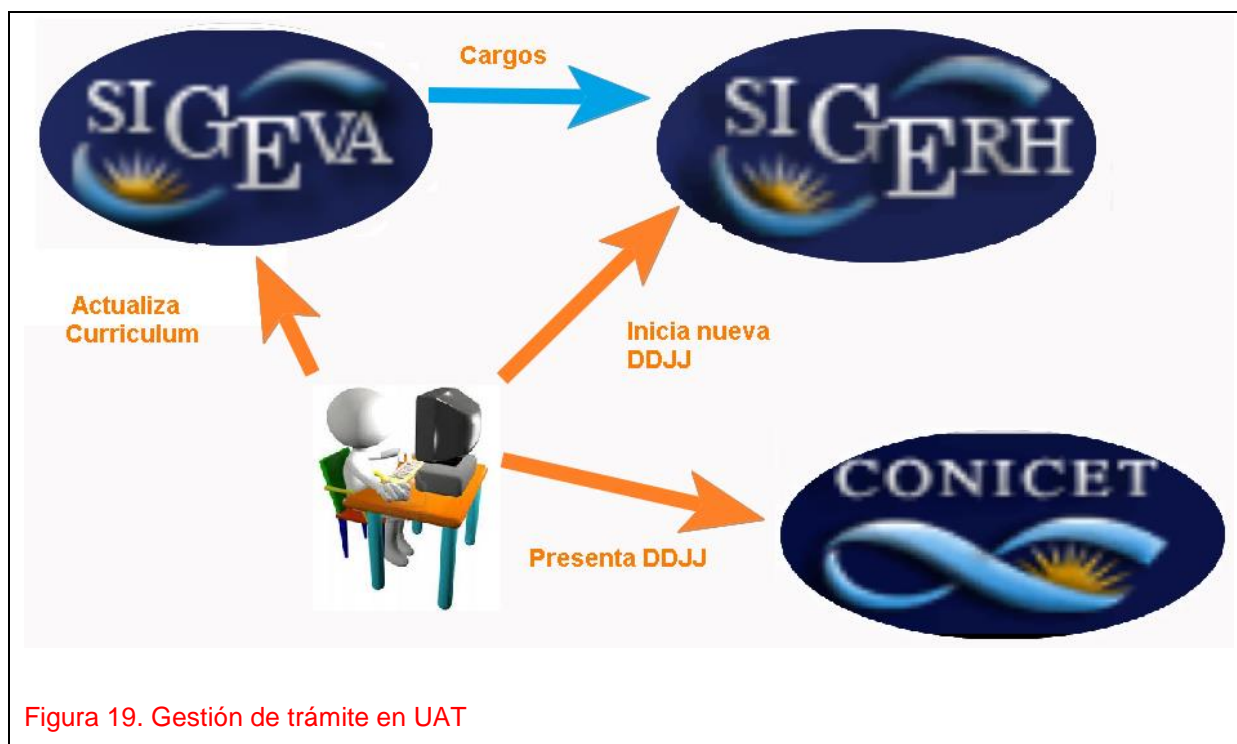 SIGEVA
Cargos
SIGERH
Actualiza
Curriculum
Inicia nueva
DDJJ
CONICET
Presenta DDJJ
Figura 19. Gestión de trámite en UAT